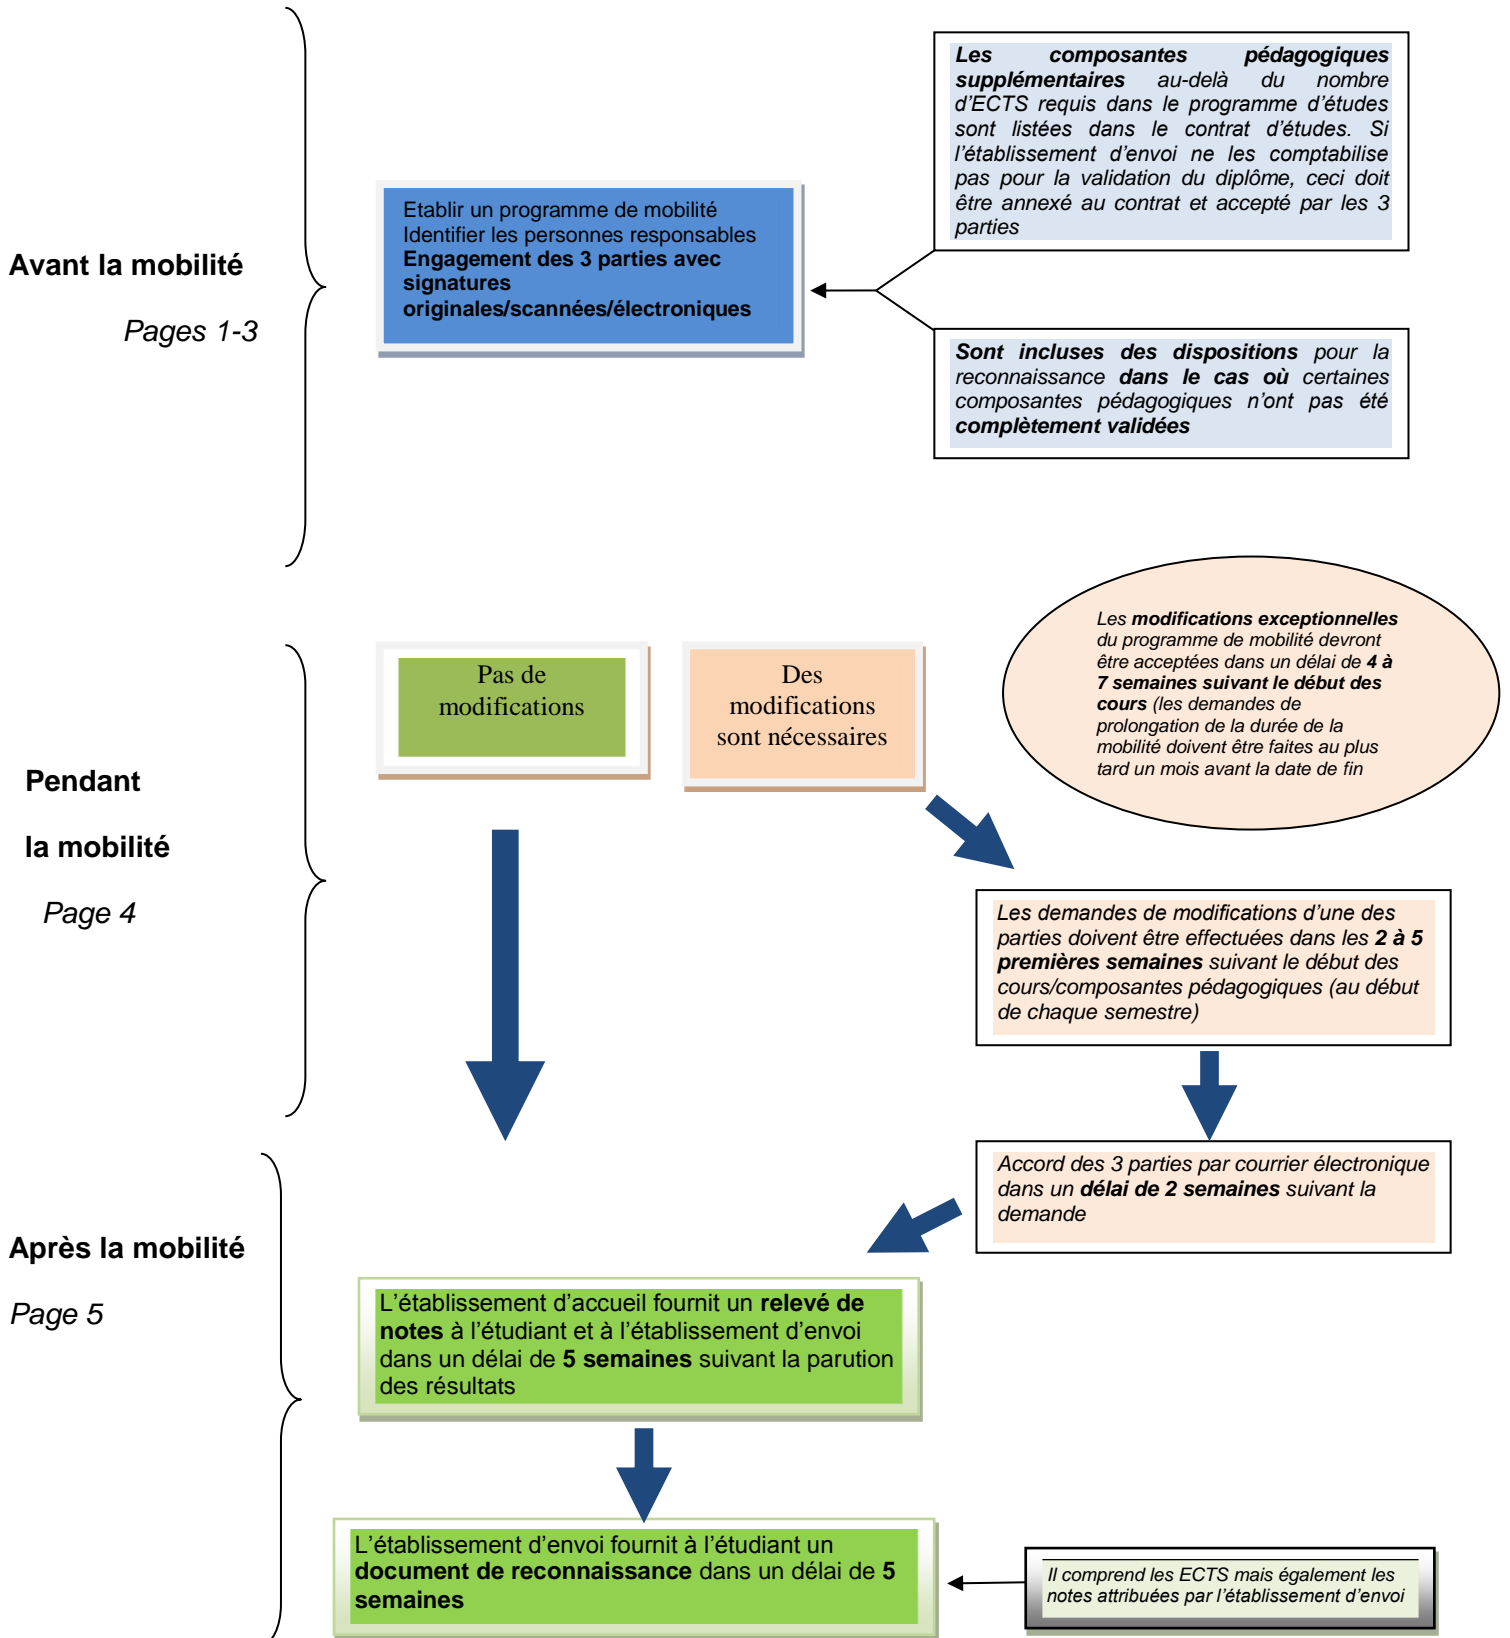 Les composantes pédagogiques
supplémentaires au-delà du nombre
d’ECTS requis dans le programme d’études
sont listées dans le contrat d’études. Si
l’établissement d’envoi ne les comptabilise
pas pour la validation du diplôme, ceci doit
être annexé au contrat et accepté par les 3
parties
Etablir un programme de mobilité
Identifier les personnes responsables
Engagement des 3 parties avec
signatures
originales/scannées/électroniques
Avant la mobilité
Pages 1-3
Sont incluses des dispositions pour la
reconnaissance dans le cas où certaines
composantes pédagogiques n’ont pas été
complètement validées
Les modifications exceptionnelles
du programme de mobilité devront
être acceptées dans un délai de 4 à
7 semaines suivant le début des
cours (les demandes de
prolongation de la durée de la
mobilité doivent être faites au plus
tard un mois avant la date de fin
Pas de
modifications
Des
modifications
sont nécessaires
Pendant
la mobilité
Page 4
Les demandes de modifications d’une des
parties doivent être effectuées dans les 2 à 5
premières semaines suivant le début des
cours/composantes pédagogiques (au début
de chaque semestre)
Accord des 3 parties par courrier électronique
dans un délai de 2 semaines suivant la
demande
Après la mobilité
Page 5
L’établissement d’accueil fournit un relevé de
notes à l’étudiant et à l’établissement d’envoi
dans un délai de 5 semaines suivant la parution
des résultats
L’établissement d’envoi fournit à l’étudiant un
document de reconnaissance dans un délai de 5
semaines
Il comprend les ECTS mais également les
notes attribuées par l’établissement d’envoi